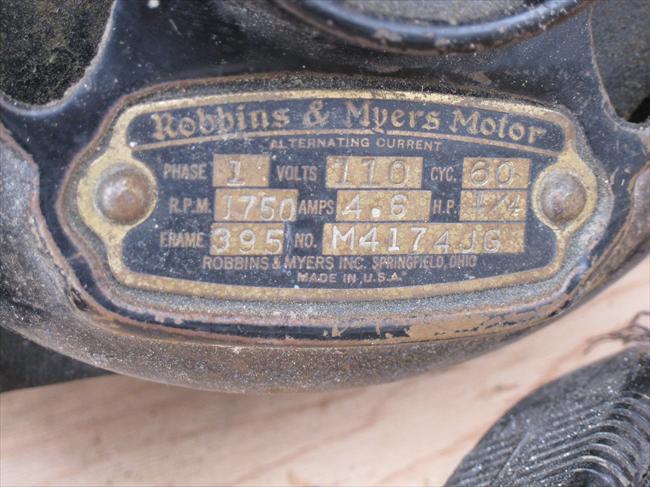 Robbins & Myers Motor
ALTERNATING CURRENT
PHASE 1 VOLTS 110 CYC. 60
R.P.M. 1750 AMPS 4.6 H.P. 1/4
FRAME 395 NO. M4174JG
ROBBINS & MYERS INC. SPRINGFIELD, OHIO
MADE IN U.S.A.